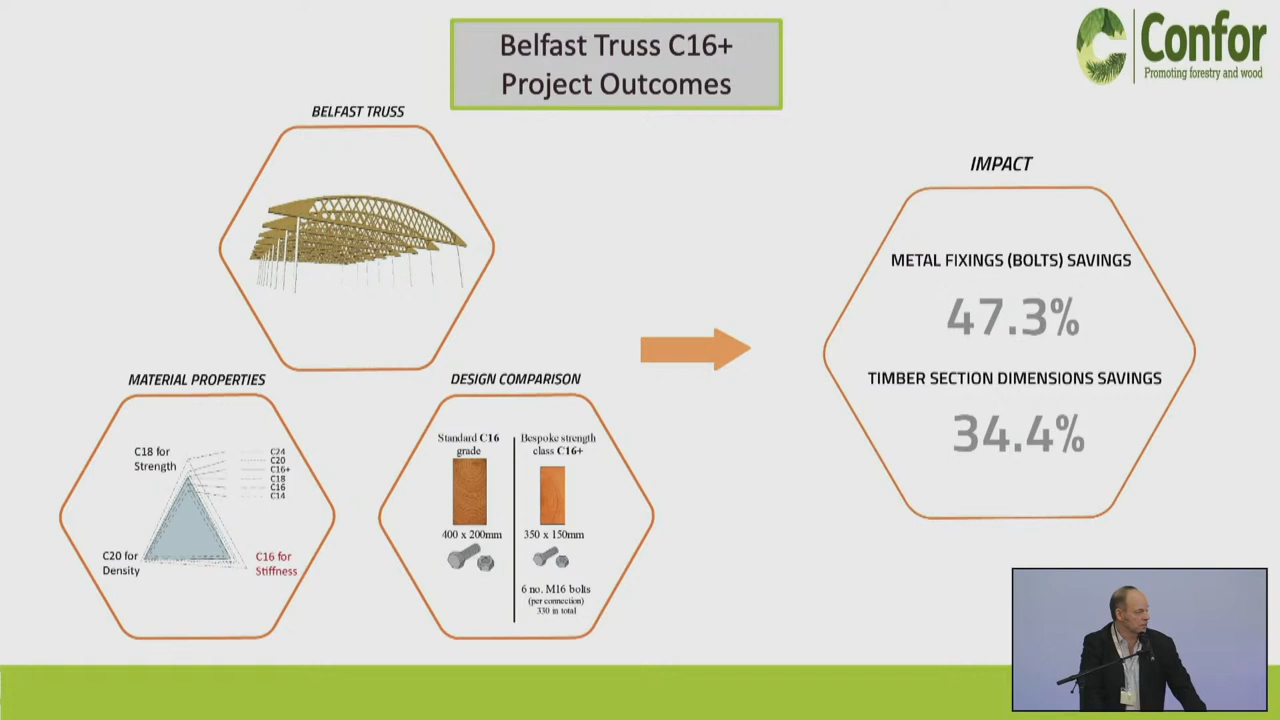 Belfast Truss C16+
Project Outcomes
Confor
Promoting forestry and wood
BELFAST TRUSS
IMPACT
METAL FIXINGS (BOLTS) SAVINGS
47.3%
TIMBER SECTION DIMENSIONS SAVINGS
34.4%
MATERIAL PROPERTIES
C18 for
Strength
C24
C20
C16+
C18
C16
C14
C20 for
Density
C16 for
Stiffness
DESIGN COMPARISON
Standard C16
grade
400 x 200mm
Bespoke strength
class C16+
350 x 150mm
6 no. M16 bolts
(per connection)
330 in total